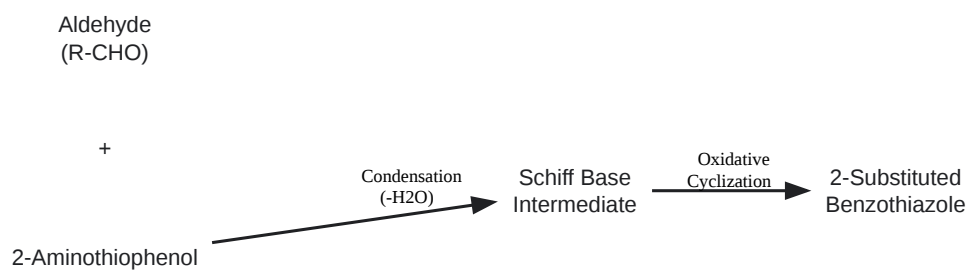 Aldehyde
(R-CHO)
+
2-Aminothiophenol
Condensation
(-H2O)
Schiff Base
Intermediate
Oxidative
Cyclization
2-Substituted
Benzothiazole